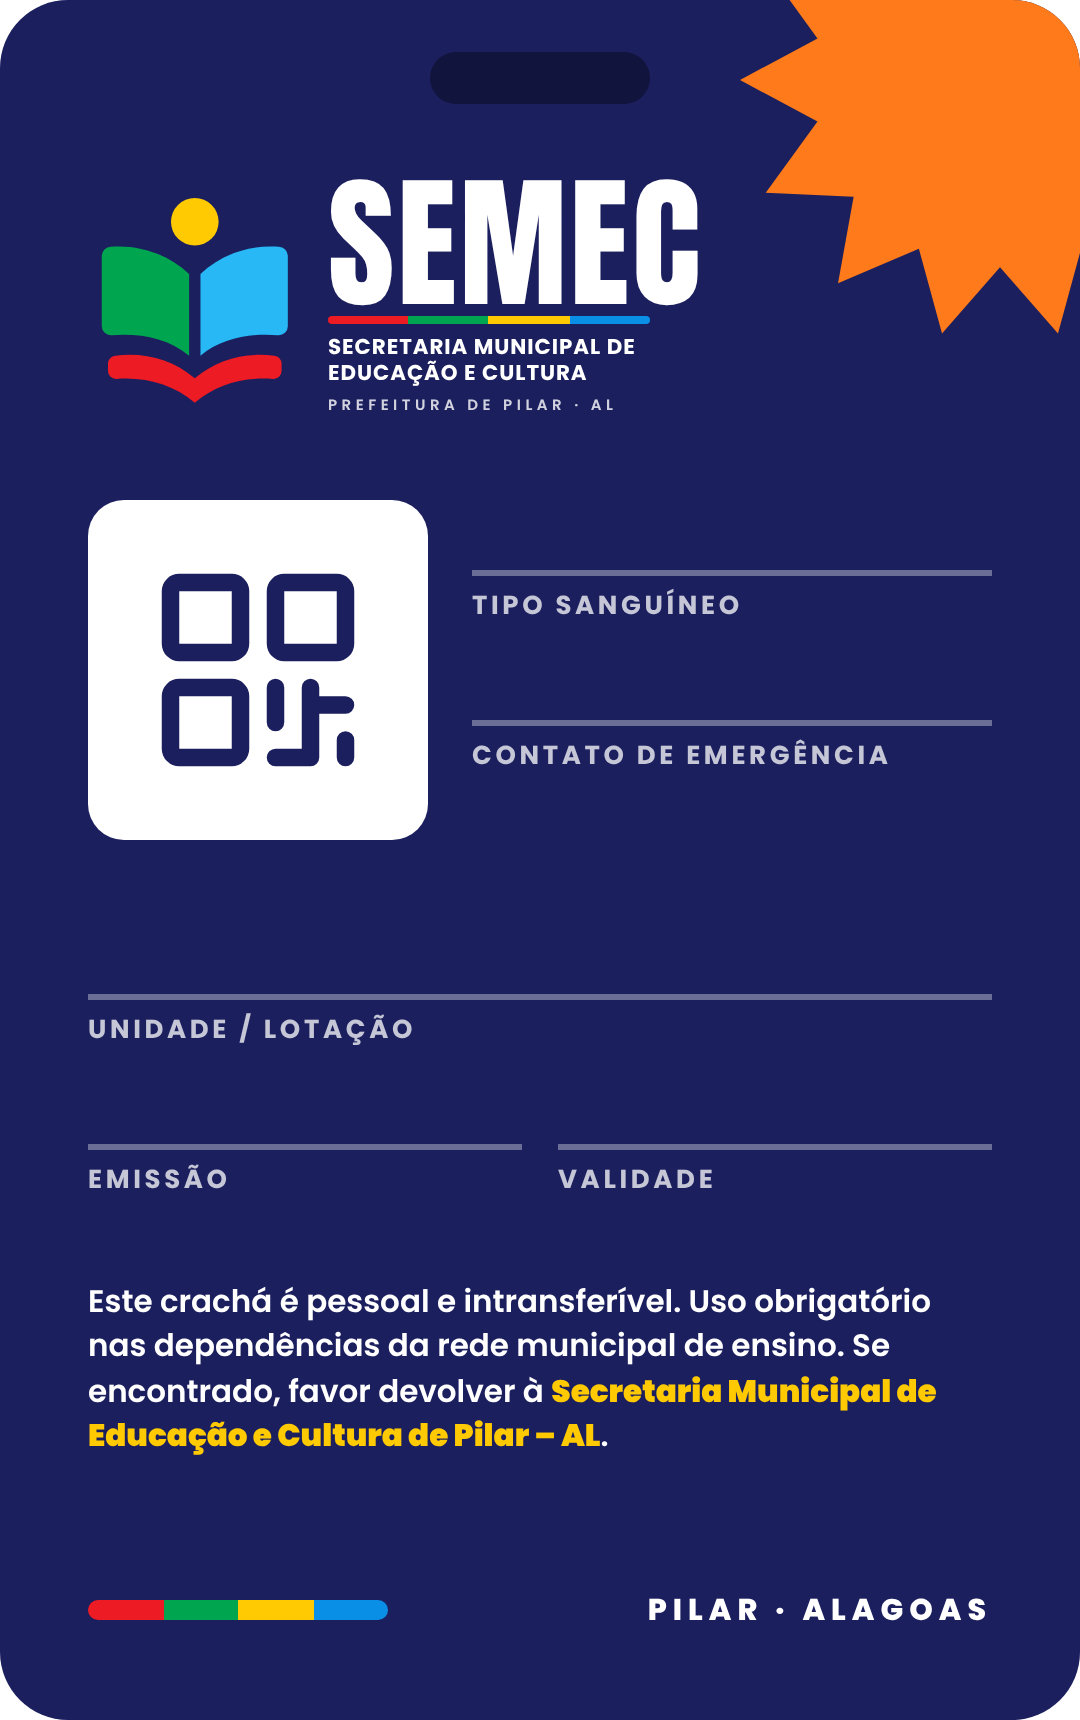 SEMEC
SECRETARIA MUNICIPAL DE
EDUCAÇÃO E CULTURA
PREFEITURA DE PILAR · AL
TIPO SANGUÍNEO
CONTATO DE EMERGÊNCIA
UNIDADE / LOTAÇÃO
EMISSÃO
VALIDADE
Este crachá é pessoal e intransferível. Uso obrigatório
nas dependências da rede municipal de ensino. Se
encontrado, favor devolver à Secretaria Municipal de
Educação e Cultura de Pilar – AL.
PILAR · ALAGOAS